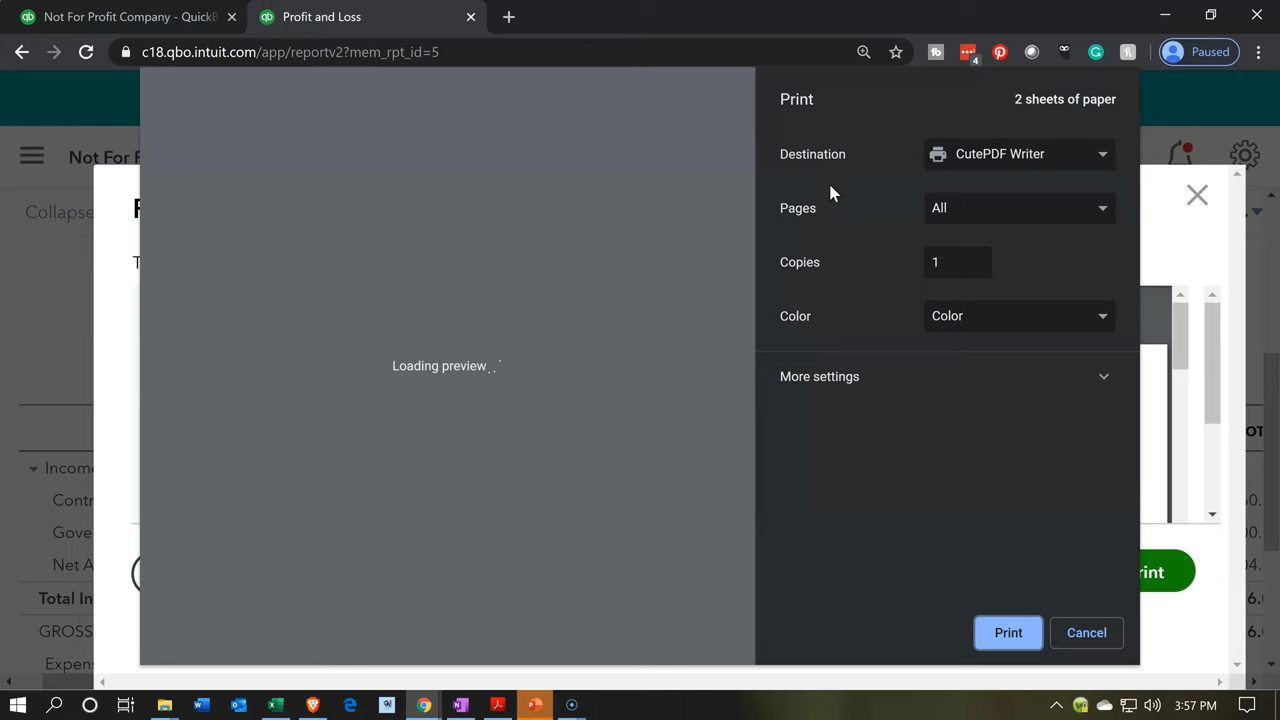 Not For Profit Company - QuickB
Profit and Loss
c18.qbo.intuit.com/app/reportv2?mem_rpt_id=5
4
Paused
Print
2 sheets of paper
Destination
CutePDF Writer
Pages
All
Copies
1
Color
Color
More settings
Loading preview
Print
Cancel
Not For P
Collapse
Income
Contr
Gove
Net A
Total In
GROSS
Expens
rint
3:57 PM